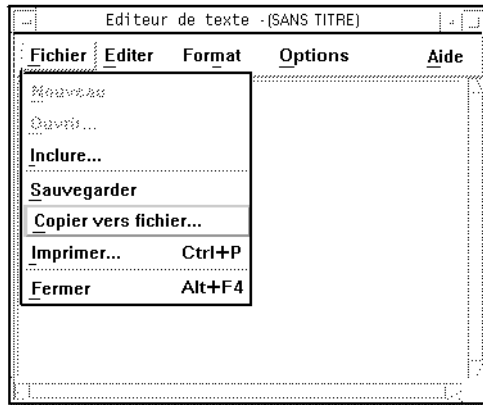 Editeur de texte -(SANS TITRE)
Fichier Editer Format Options Aide
Nouveau
Ouvrir...
Inclure...
Sauvegarder
Copier vers fichier...
Imprimer... Ctrl+P
Fermer Alt+F4